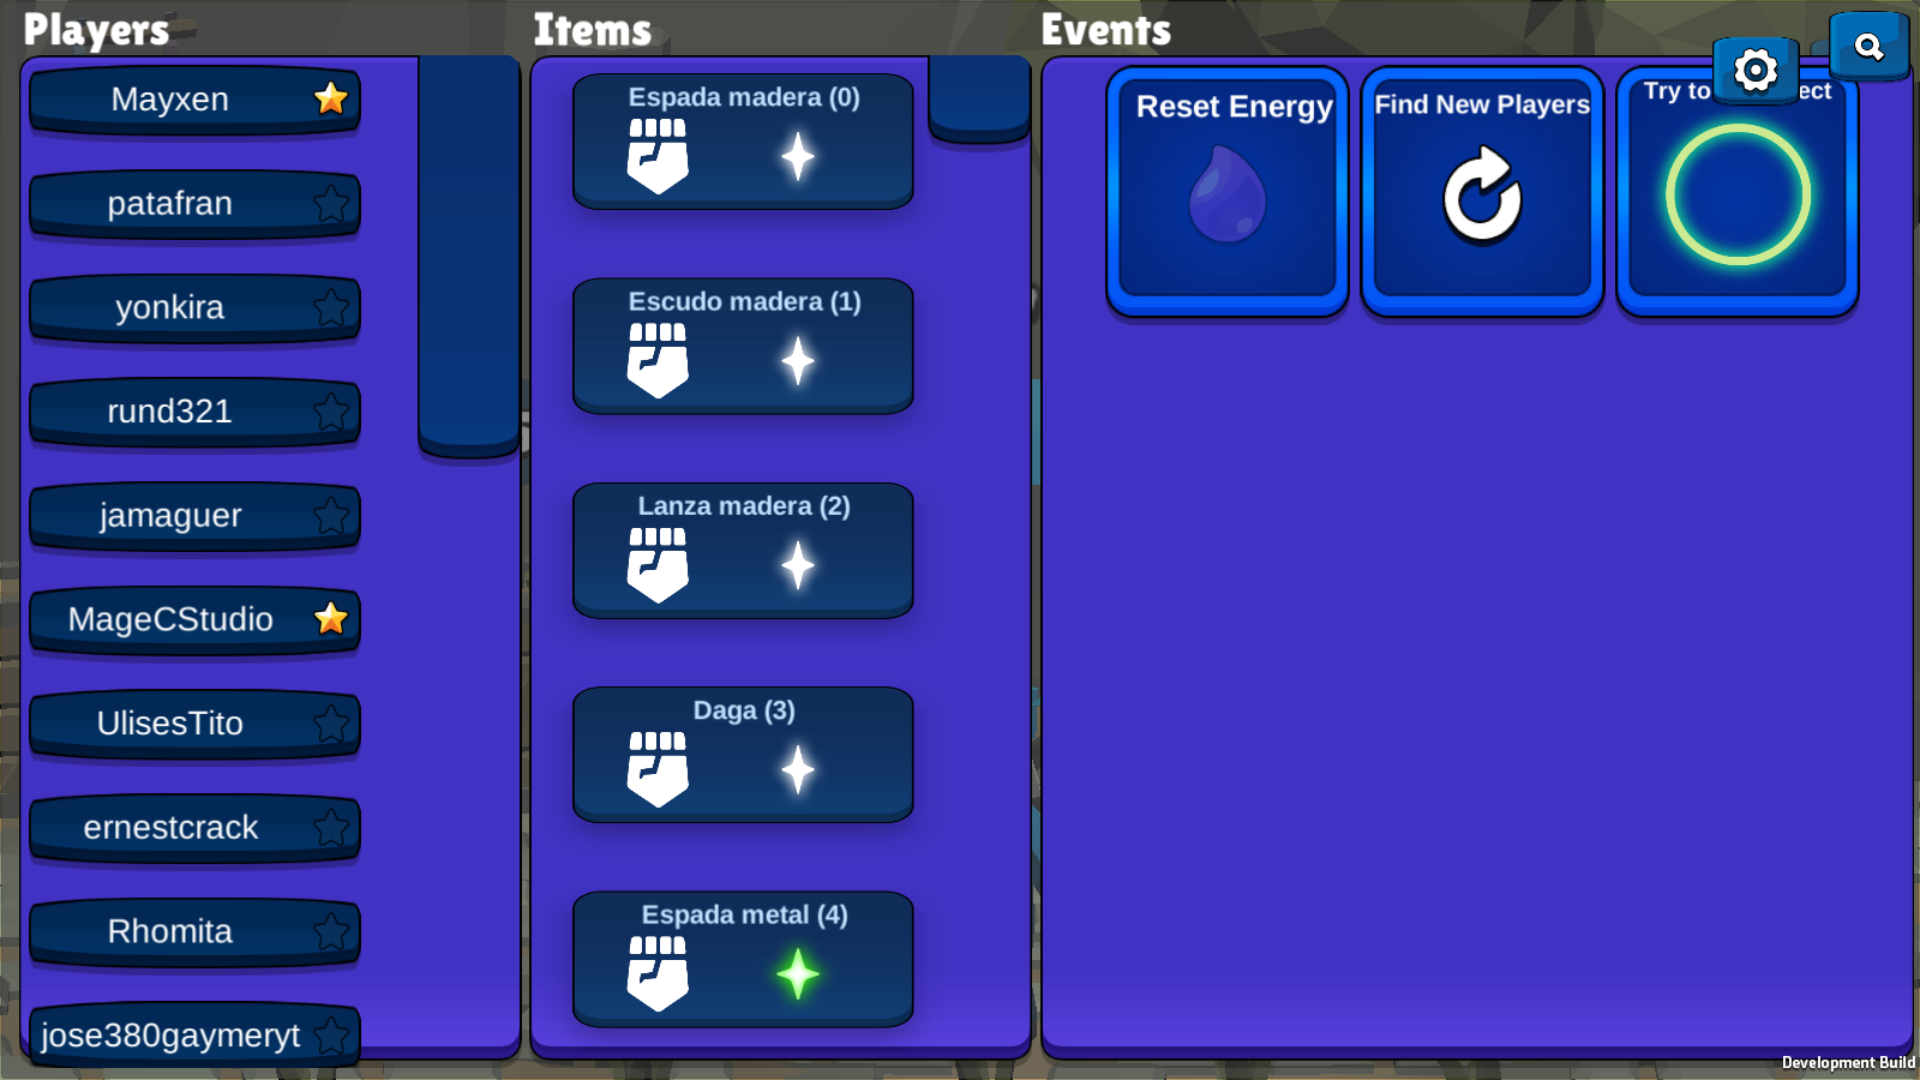 Players
Mayxen
patafran
yonkira
rund321
jamaguer
MageCStudio
UlisesTito
ernestcrack
Rhomita
jose380gaymeryt
Items
Espada madera (0)
Escudo madera (1)
Lanza madera (2)
Daga (3)
Espada metal (4)
Events
Reset Energy
Find New Players
Try to
Development Build